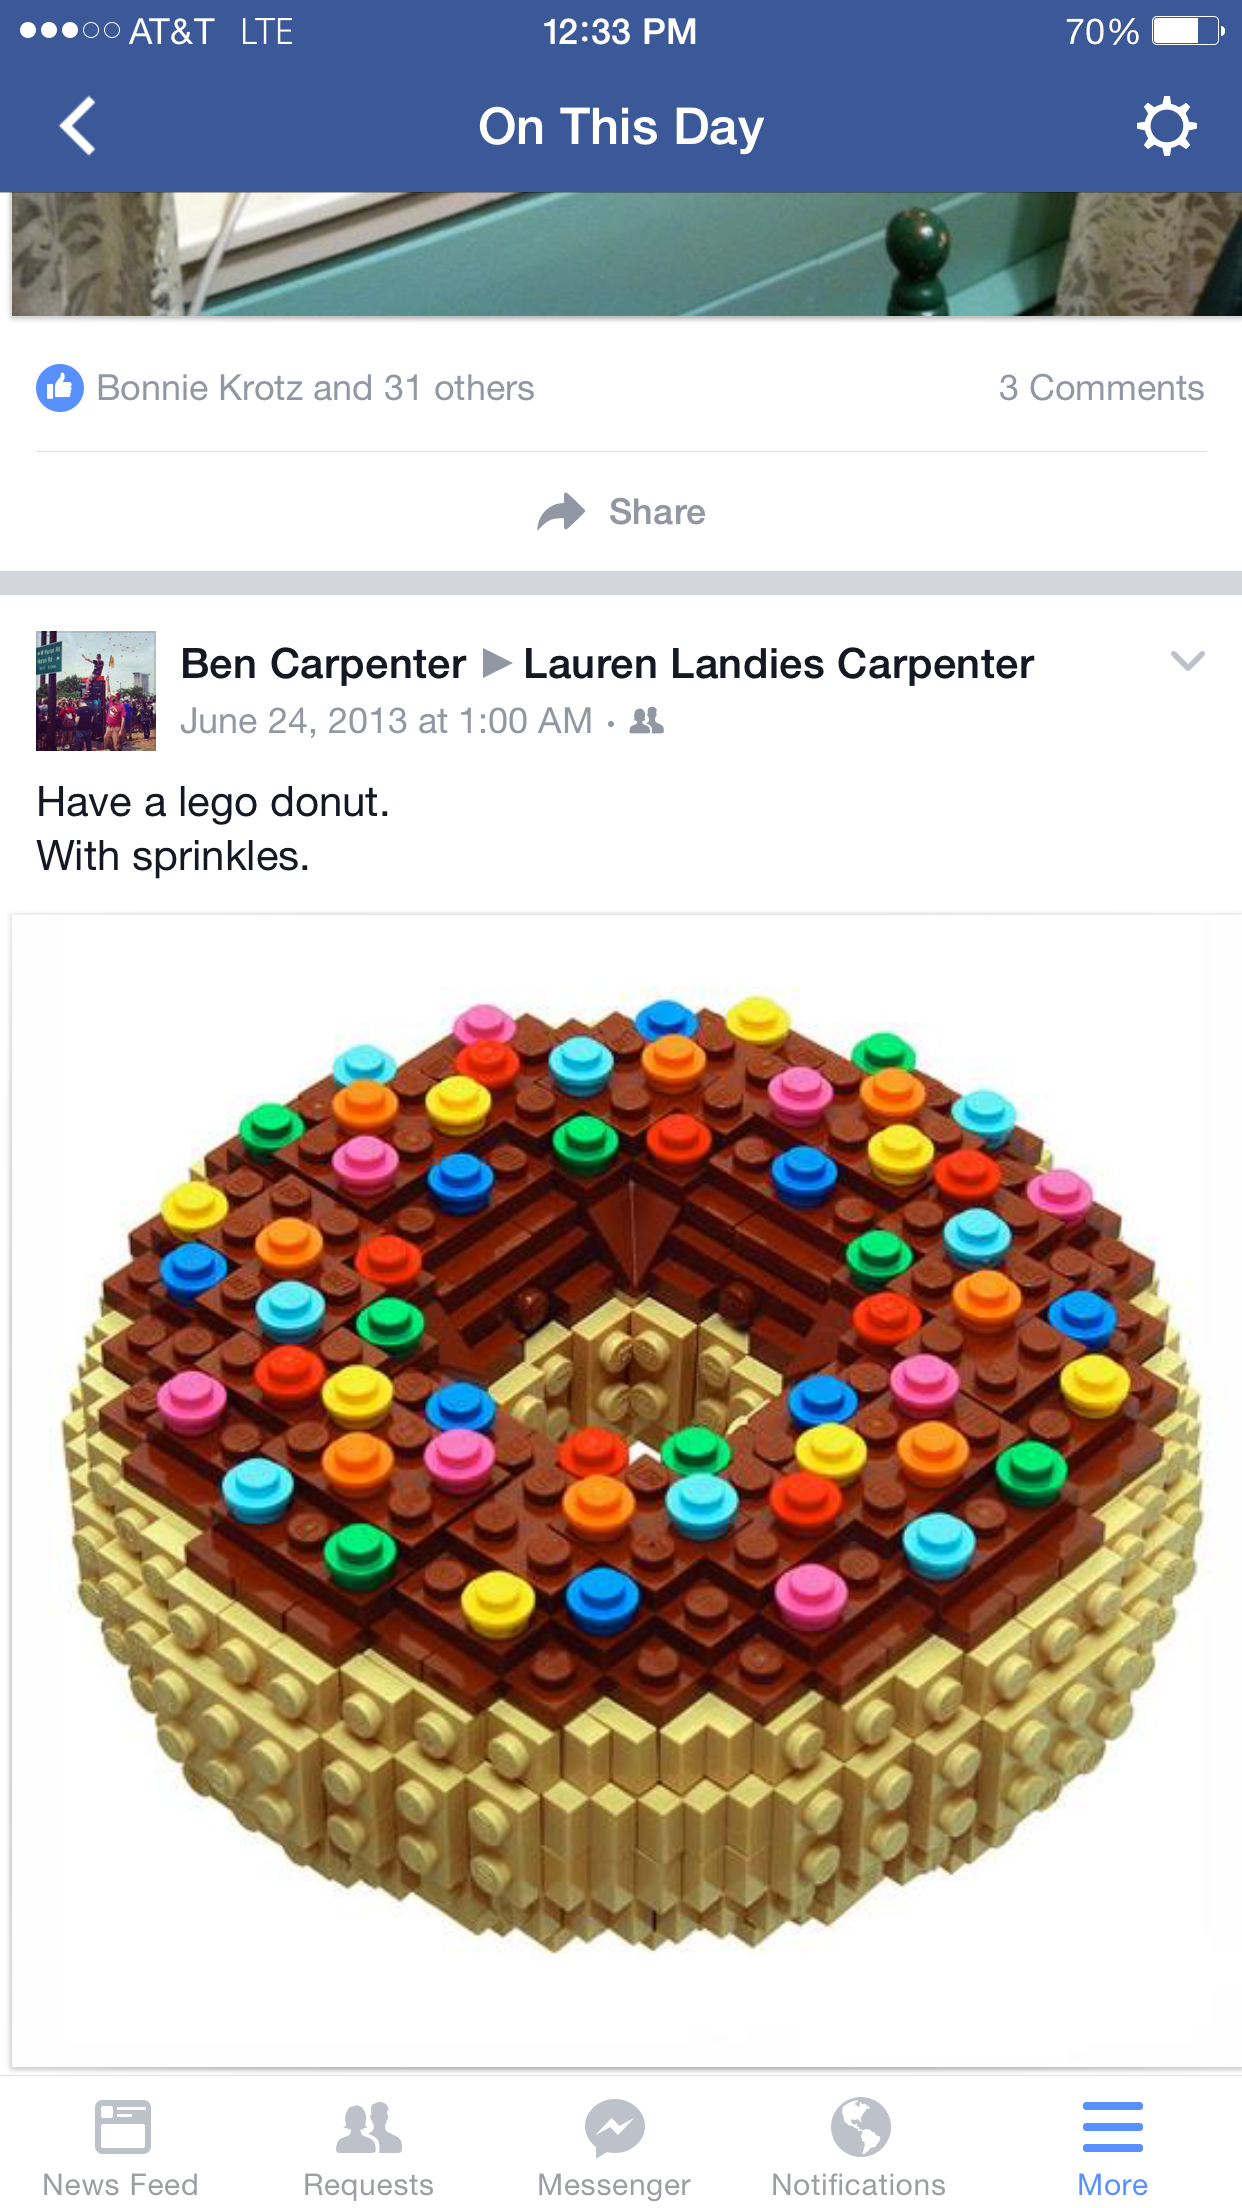 AT&T LTE 12:33 PM 70%
On This Day
Bonnie Krotz and 31 others 3 Comments
Share
Ben Carpenter ▶ Lauren Landies Carpenter
June 24, 2013 at 1:00 AM ·
Have a lego donut.
With sprinkles.
News Feed Requests Messenger Notifications More